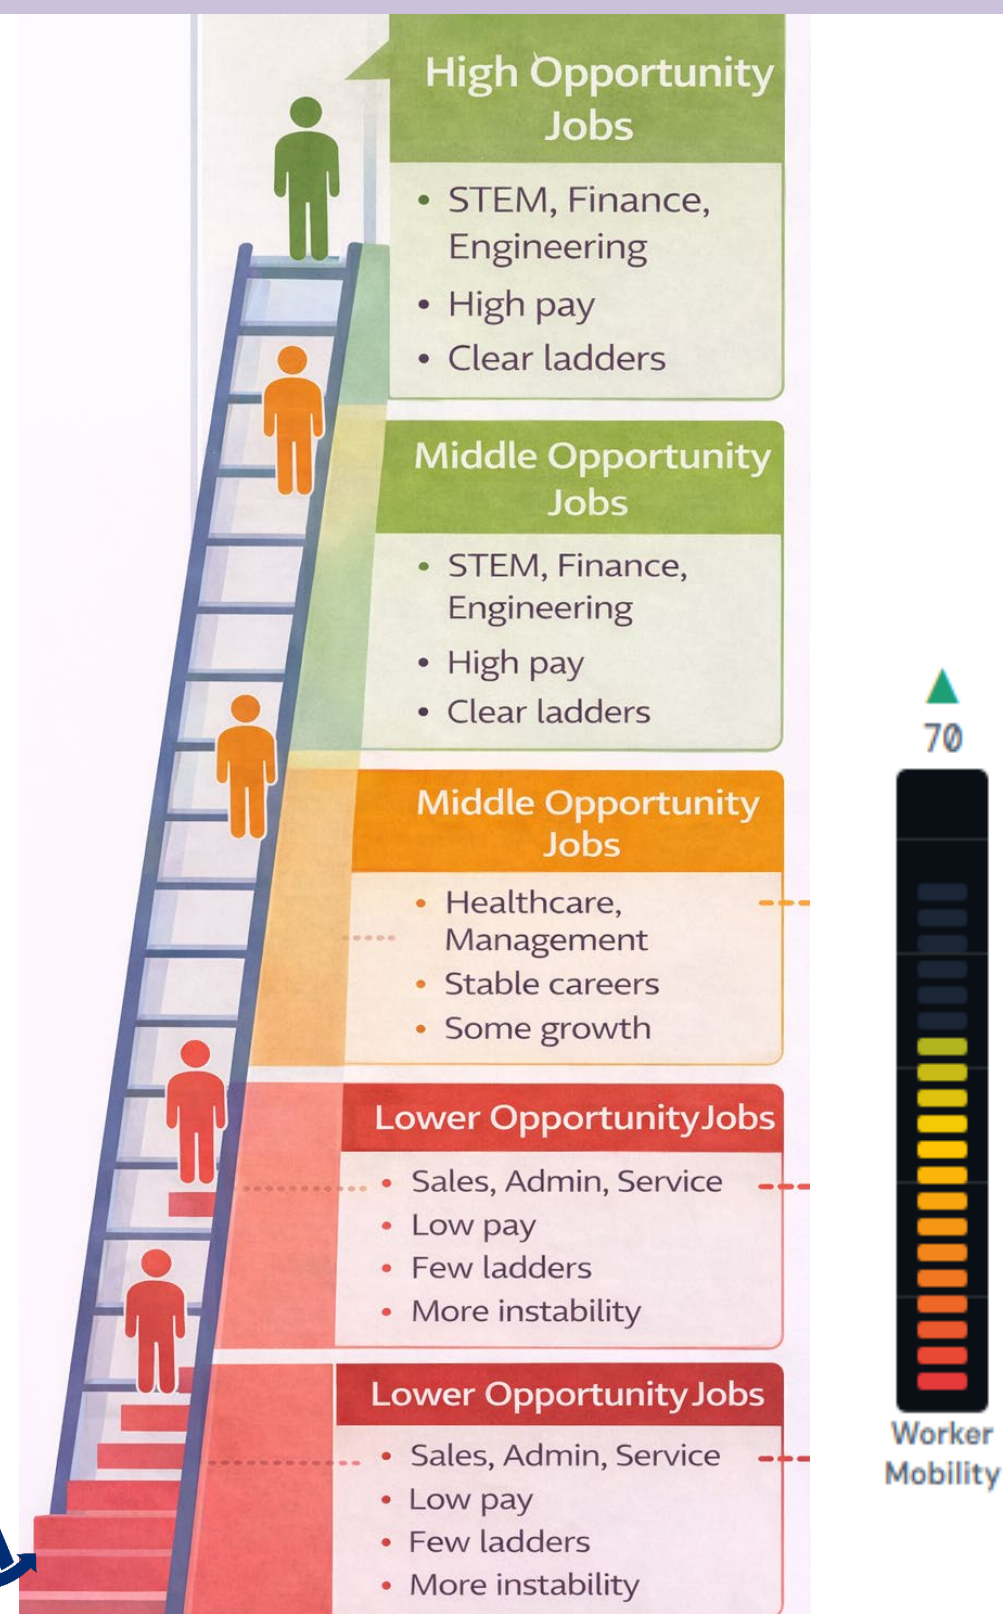 High Opportunity
Jobs
• STEM, Finance,
Engineering
• High pay
• Clear ladders
Middle Opportunity
Jobs
• STEM, Finance,
Engineering
• High pay
• Clear ladders
Middle Opportunity
Jobs
• Healthcare,
Management
• Stable careers
• Some growth
Lower Opportunity Jobs
• Sales, Admin, Service
• Low pay
• Few ladders
• More instability
Lower Opportunity Jobs
• Sales, Admin, Service
• Low pay
• Few ladders
• More instability
70
Worker
Mobility